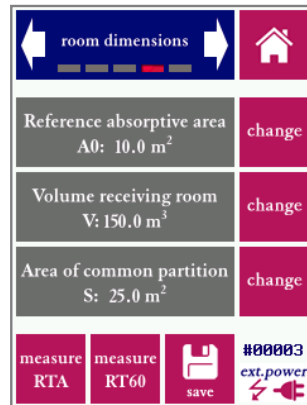 room dimensions
Reference absorptive area
A0: 10.0 m²
change
Volume receiving room
V: 150.0 m³
change
Area of common partition
S: 25.0 m²
change
measure
RTA
measure
RT60
save
#00003
ext.power